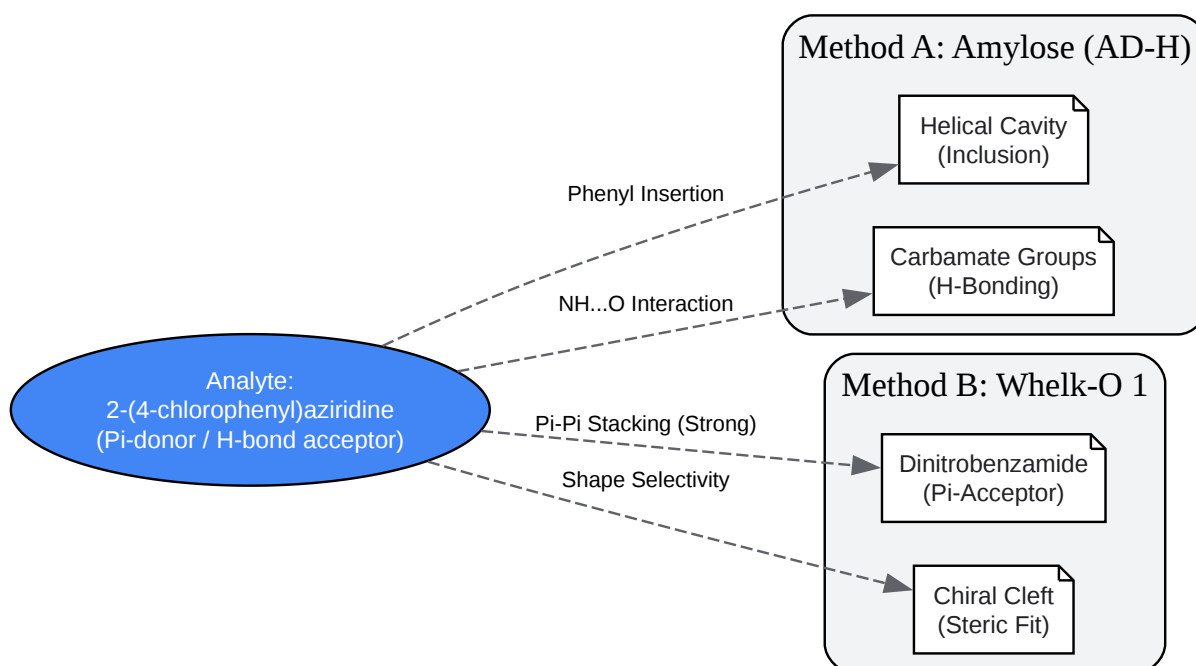 Method A: Amylose (AD-H)
Helical Cavity
(Inclusion)
Phenyl Insertion
Carbamate Groups
(H-Bonding)
NH...O Interaction
Analyte:
2-(4-chlorophenyl)aziridine
(Pi-donor / H-bond acceptor)
Method B: Whelk-O 1
Pi-Pi Stacking (Strong)
Dinitrobenzamide
(Pi-Acceptor)
Shape Selectivity
Chiral Cleft
(Steric Fit)